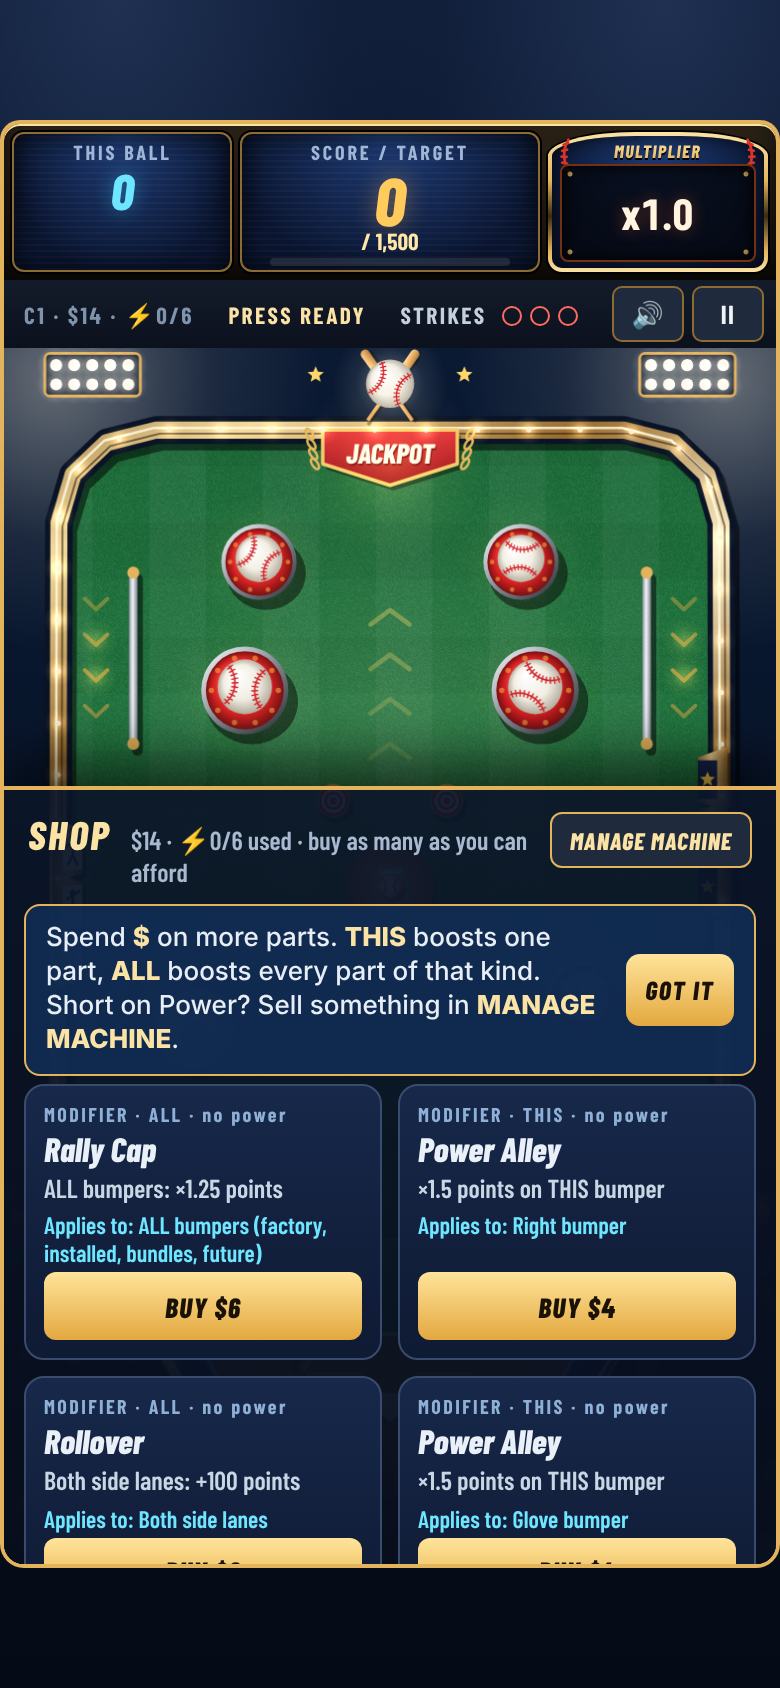 THIS BALL
0
SCORE / TARGET
0
/ 1,500
MULTIPLIER
x1.0
C1 · $14 · ⚡0/6
PRESS READY
STRIKES
JACKPOT
SHOP
$14 · ⚡0/6 used · buy as many as you can
afford
MANAGE MACHINE
Spend $ on more parts. THIS boosts one
part, ALL boosts every part of that kind.
Short on Power? Sell something in MANAGE
MACHINE.
GOT IT
MODIFIER · ALL · no power
Rally Cap
ALL bumpers: ×1.25 points
Applies to: ALL bumpers (factory,
installed, bundles, future)
BUY $6
MODIFIER · THIS · no power
Power Alley
×1.5 points on THIS bumper
Applies to: Right bumper
BUY $4
MODIFIER · ALL · no power
Rollover
Both side lanes: +100 points
Applies to: Both side lanes
MODIFIER · THIS · no power
Power Alley
×1.5 points on THIS bumper
Applies to: Glove bumper